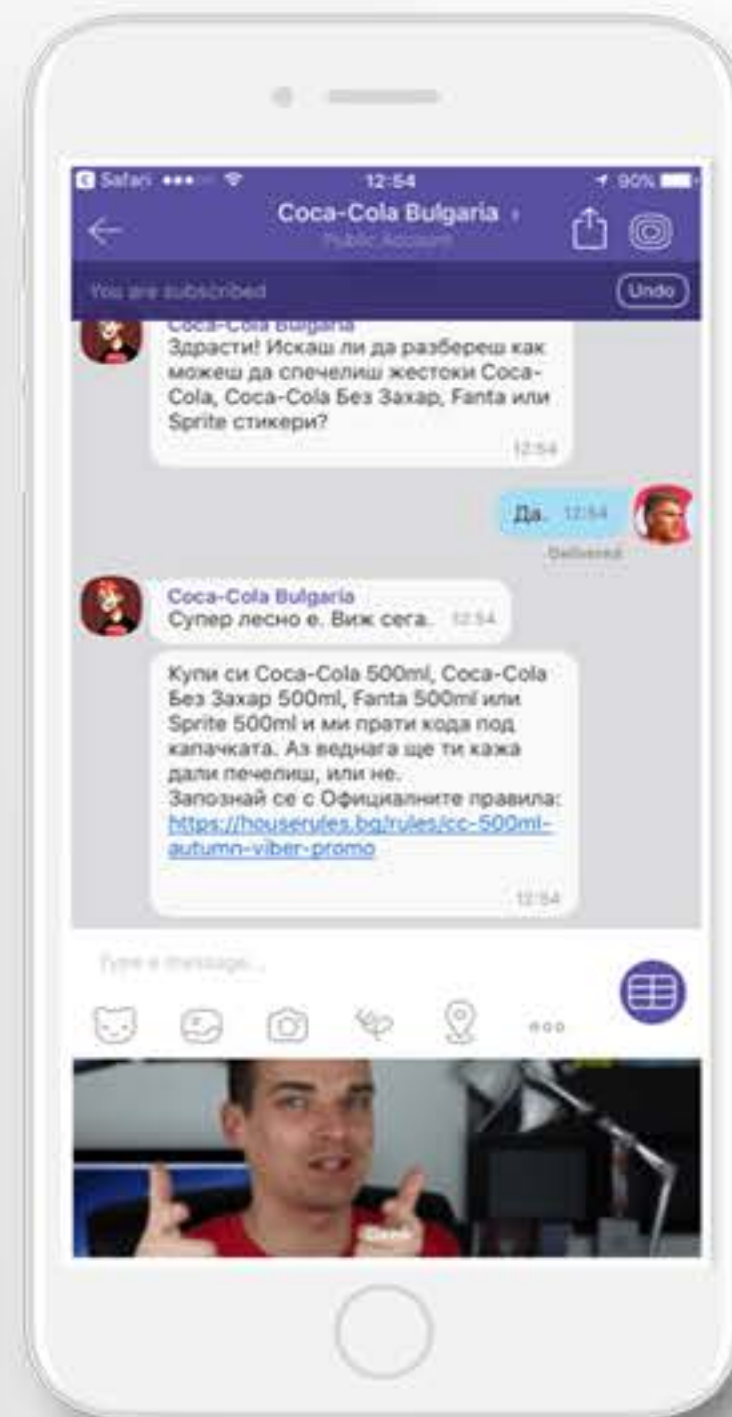 Safari
12:54
90%
Coca-Cola Bulgaria
Public Account
You are subscribed
Undo
Coca-Cola Bulgaria
Здрасти! Искаш ли да разбереш как
можеш да спечелиш жестоки Coca-
Cola, Coca-Cola Без Захар, Fanta или
Sprite стикери?
12:54
Да. 12:54
Delivered
Coca-Cola Bulgaria
Супер лесно е. Виж сега. 12:54
Купи си Coca-Cola 500ml, Coca-Cola
Без Захар 500ml, Fanta 500ml или
Sprite 500ml и ми прати кода под
капачката. Аз веднага ще ти кажа
дали печелиш, или не.
Запознай се с Официалните правила:
https://houserules.bg/rules/cc-500ml-
autumn-viber-promo
12:54
Type a message...